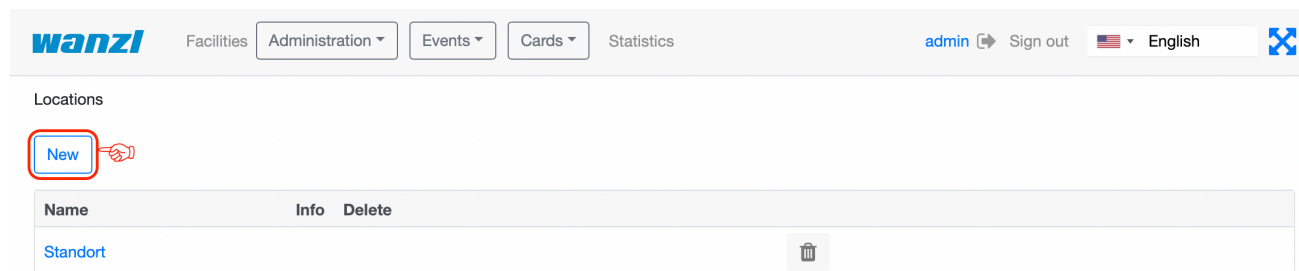 wanzl Facilities Administration Events Cards Statistics admin Sign out English
Locations
New
Name Info Delete
Standort